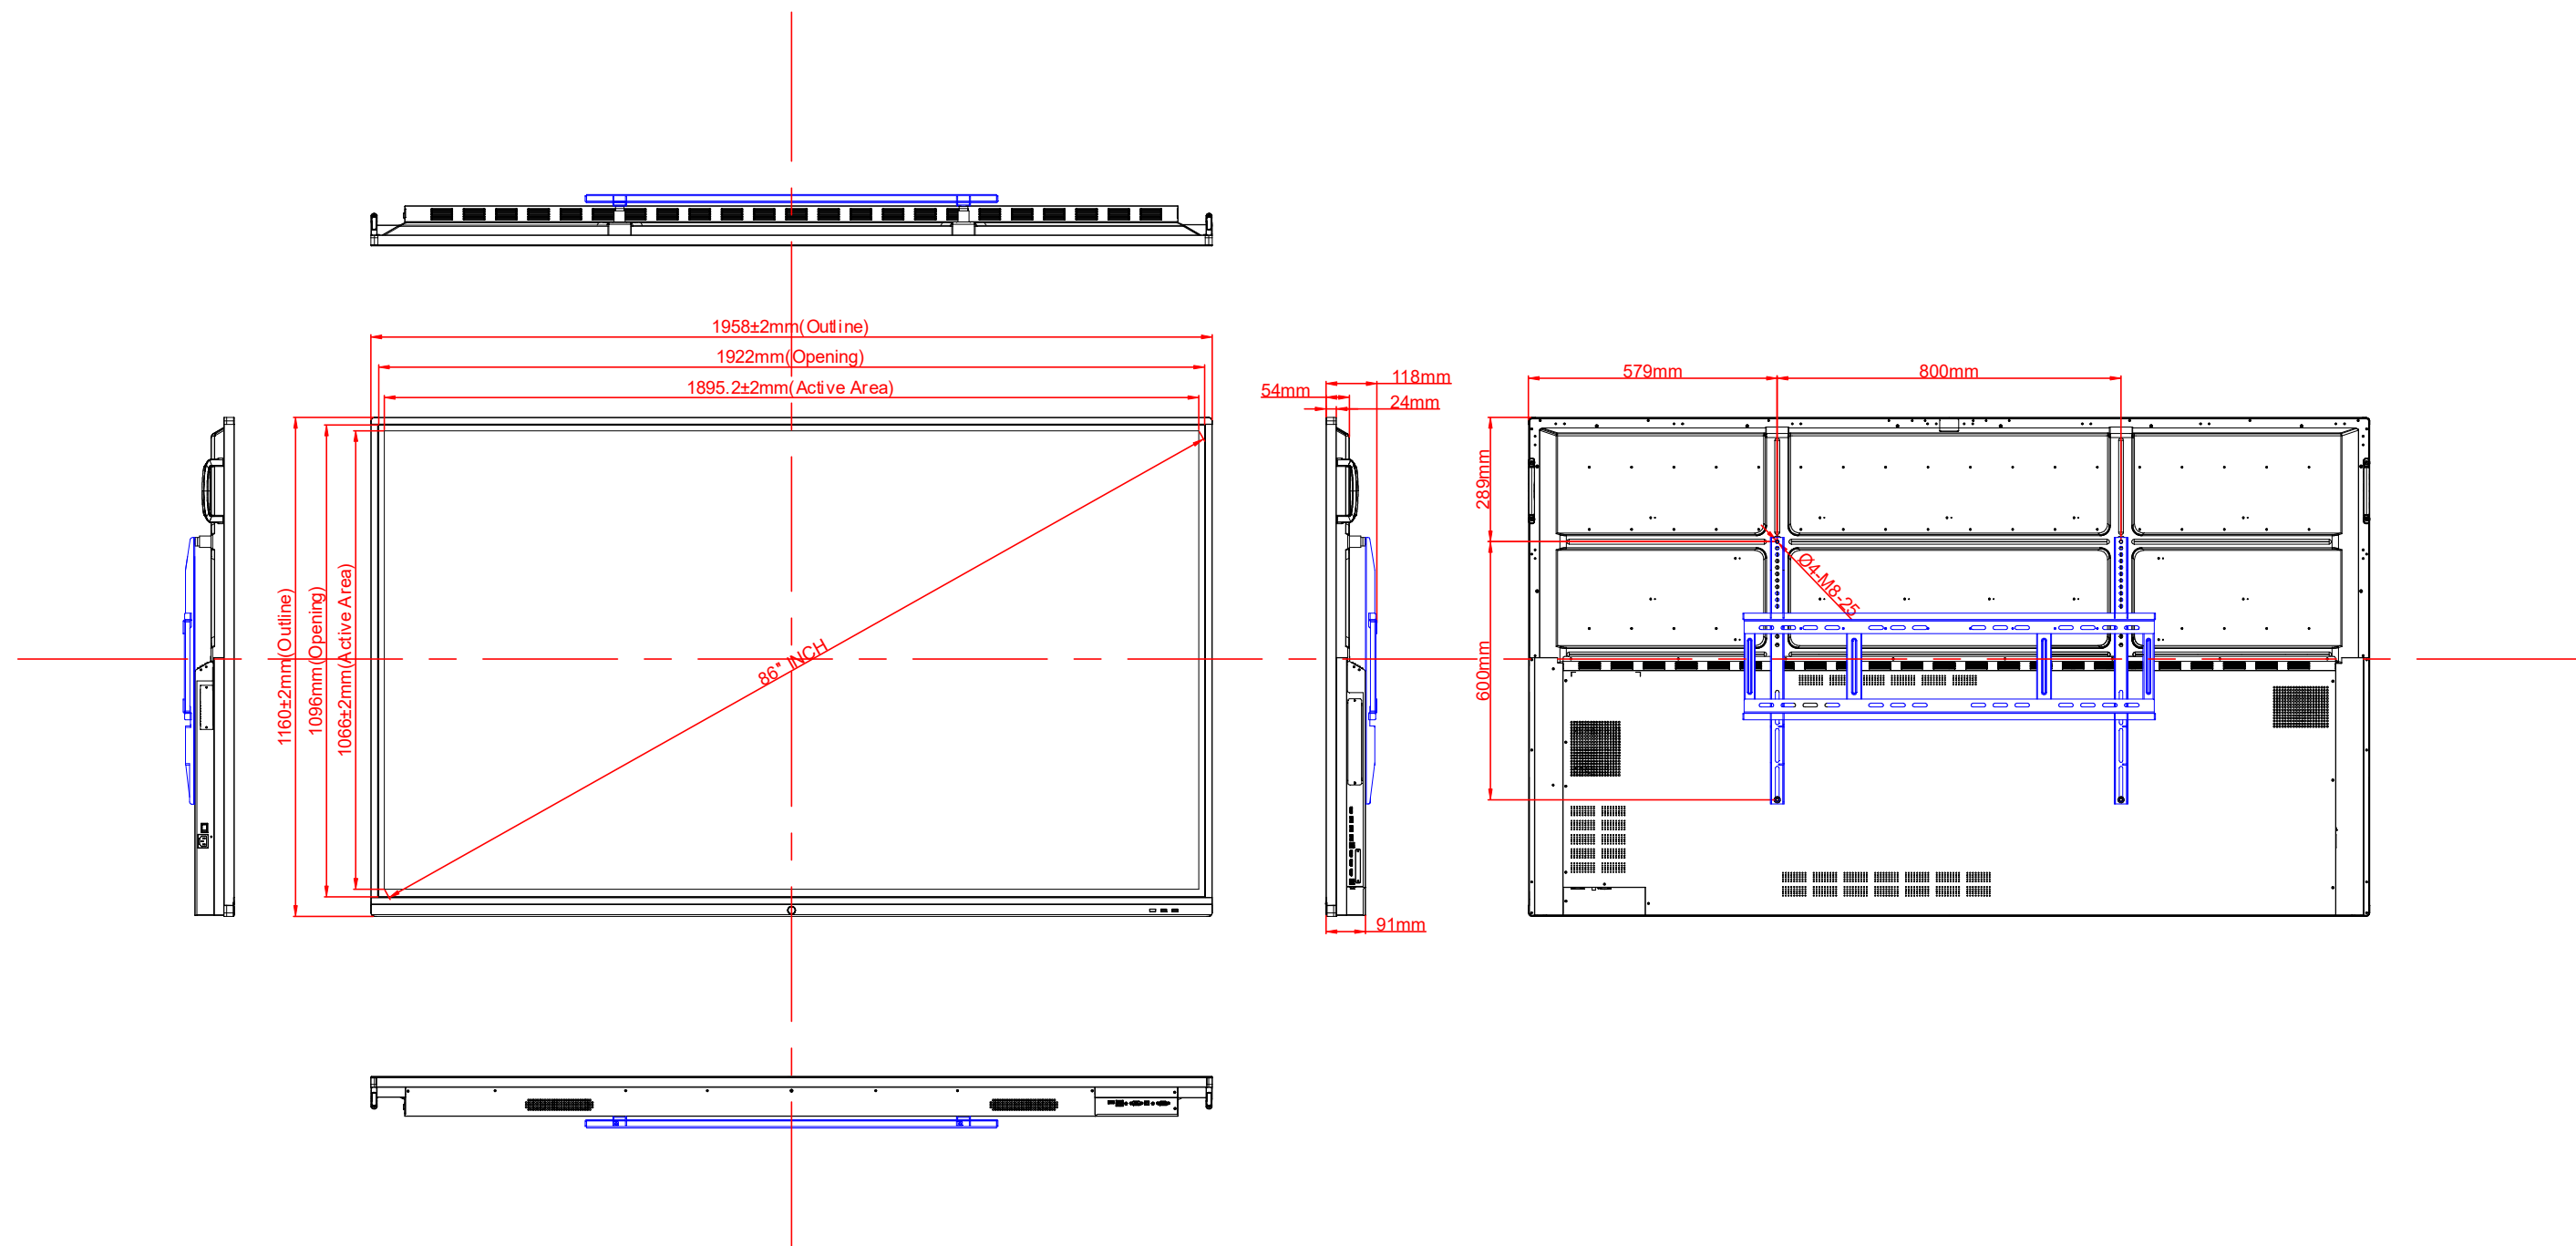 1958±2mm(Outline)
1922mm(Opening)
1895.2±2mm(Active Area)
1160±2mm(Outline)
1096mm(Opening)
1066±2mm(Active Area)
86" INCH
118mm
54mm
24mm
91mm
579mm
800mm
289mm
600mm
Ø4-M8-25